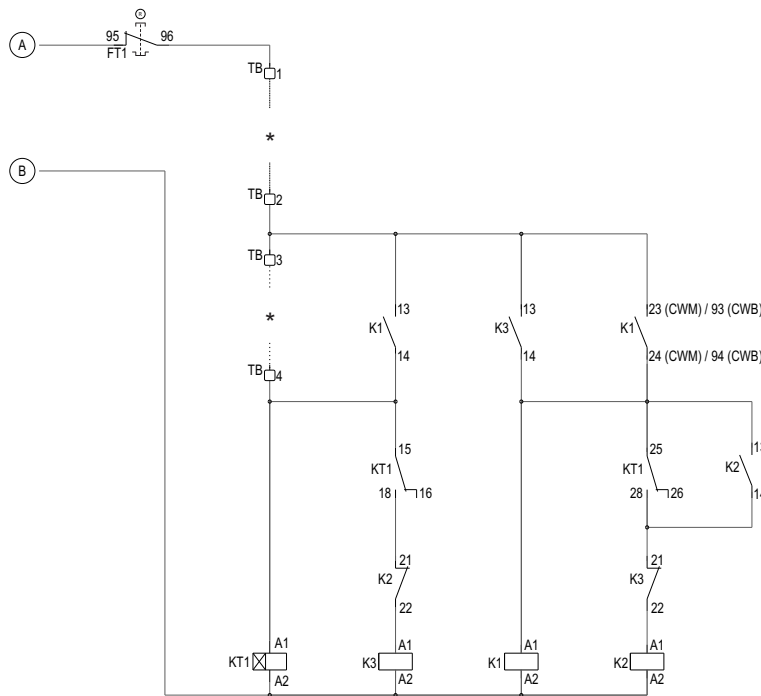 A
95
96
FT1
TB
1
*
B
TB
2
TB
3
*
13
K1
14
13
K3
14
23 (CWM) / 93 (CWB)
K1
24 (CWM) / 94 (CWB)
TB
4
15
KT1
18
16
25
KT1
28
26
K2
21
K2
22
21
K3
22
A1
KT1
A2
A1
K3
A2
A1
K1
A2
A1
K2
A2